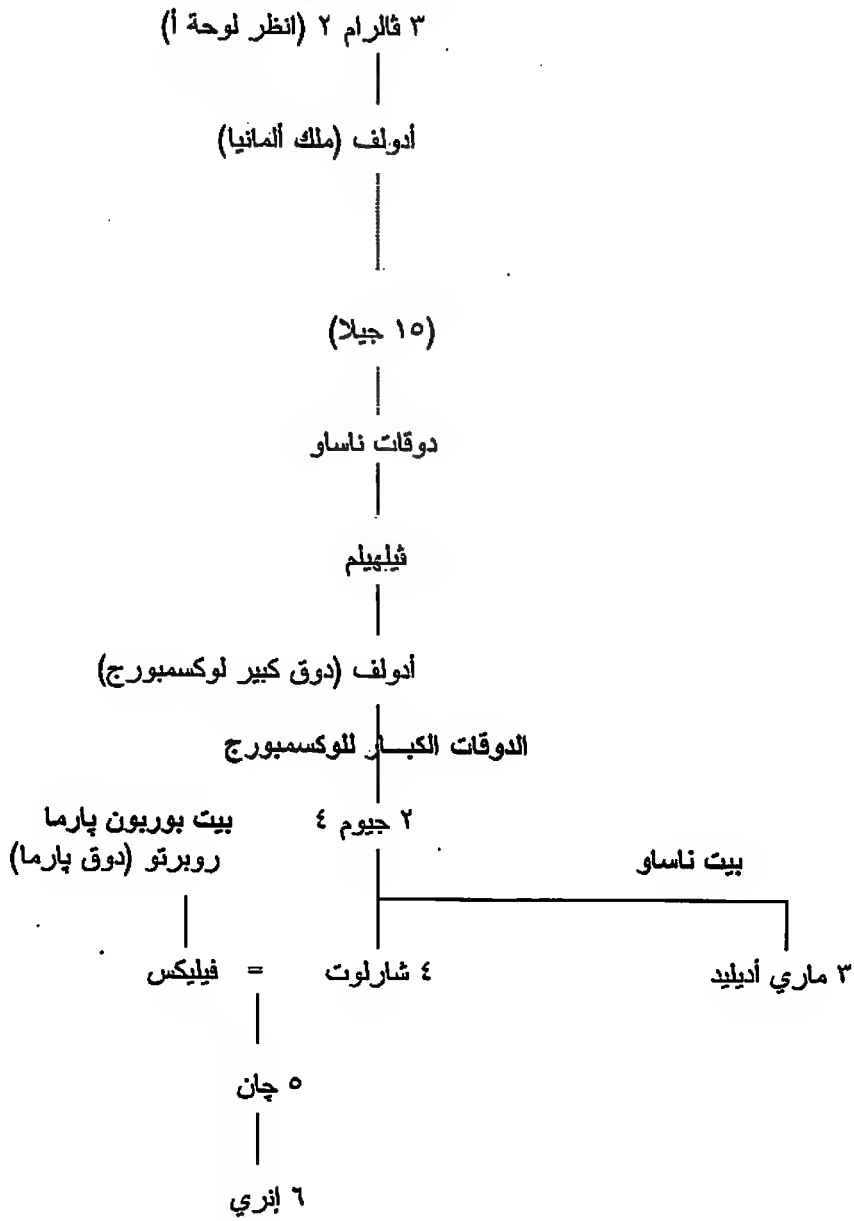 ٣ ڤالرام ٢ (انظر لوحة أ)
أدولف (ملك ألمانيا)
(١٥ جيلا)
دوقات ناساو
ڤيلهيلم
أدولف (دوق كبير لوكسمبورج)
الدوقات الكبار للوكسمبورج
بيت ناساو
٢ جيوم ٤
بيت بوربون پارما
روبرتو (دوق پارما)
٣ ماري أديليد
٤ شارلوت = فيليكس
٥ چان
٦ إنري